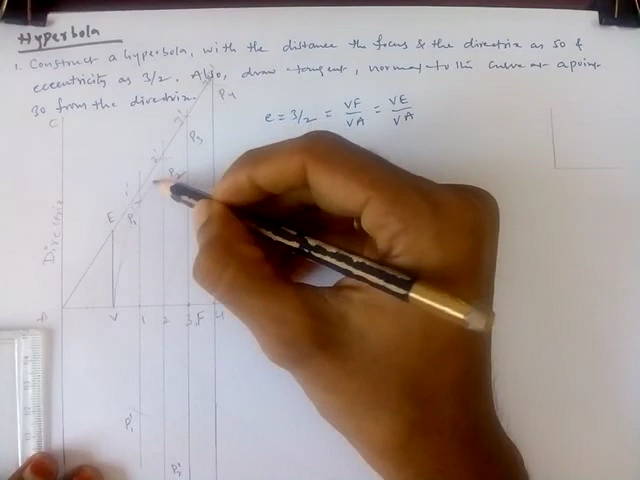 Hyperbola
1. Construct a hyperbola, with the distance the focus & the directrix as 50 &
eccentricity as 3/2. Also, draw tangent, normal to the curve at a point
30 from the directrix.
e = 3/2 = VF/VA = VE/VA
C
P4
3'
P3
2'
P2
1'
E
P1
Directrix
A
V
1
2
3,F
4
P1'
P2'